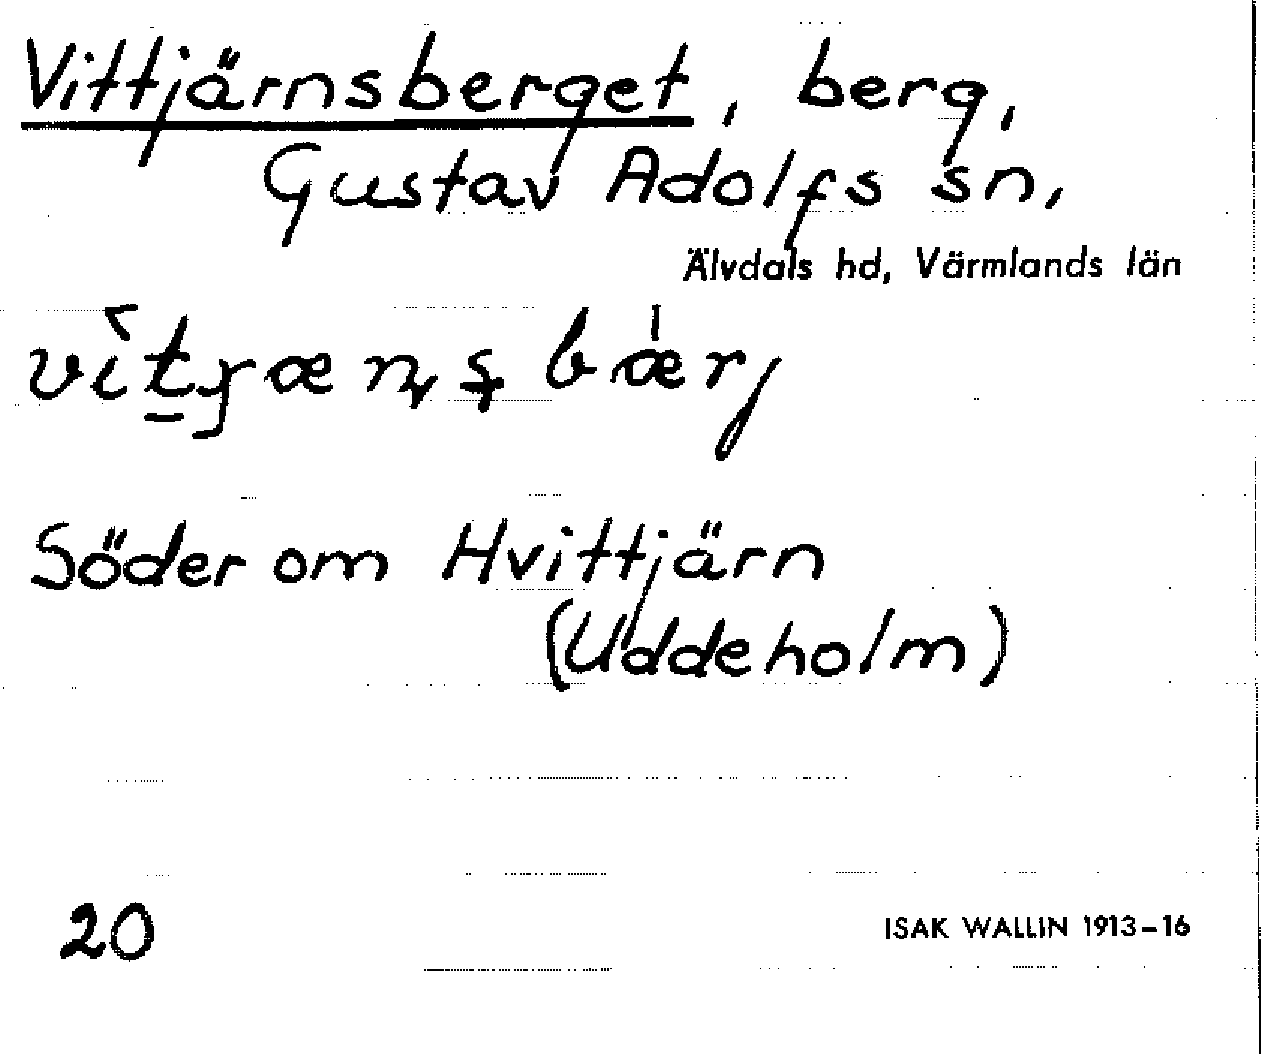 Vittjärnsberget, berg,
Gustav Adolfs sn,
Älvdals hd, Värmlands län
Söder om Hvittjärn
(Uddeholm)
20 ISAK WALLIN 1913-16